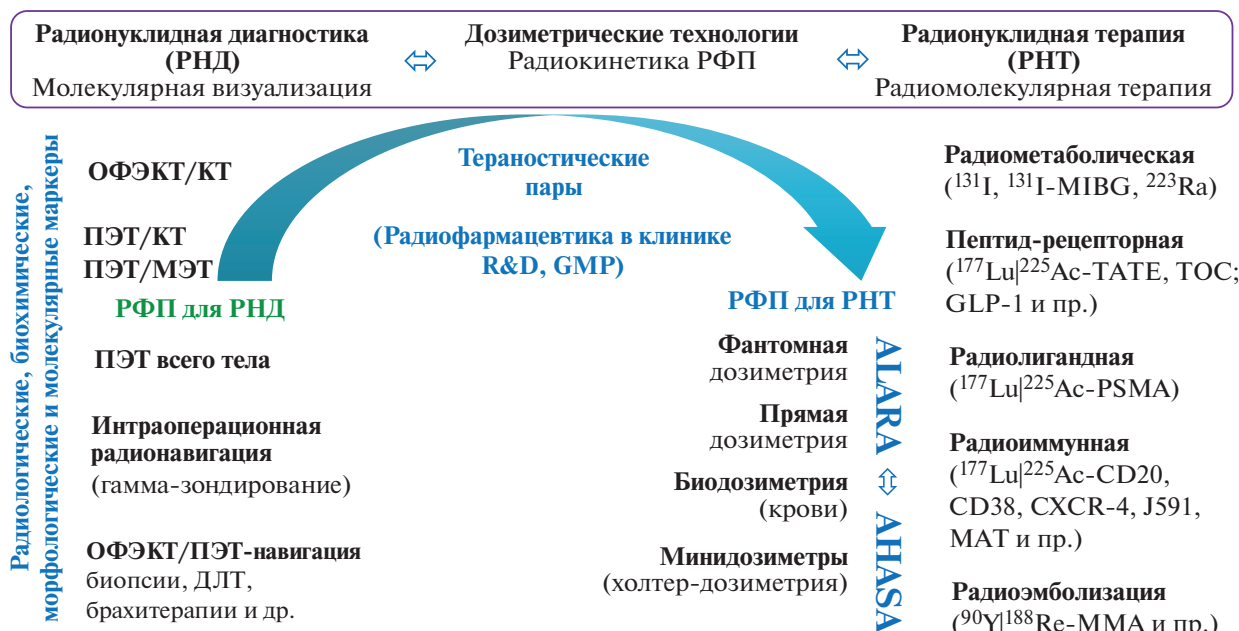 Радионуклидная диагностика
(РНД)
Молекулярная визуализация
⇔
Дозиметрические технологии
Радиокинетика РФП
⇔
Радионуклидная терапия
(РНТ)
Радиомолекулярная терапия
Радиологические, биохимические,
морфологические и молекулярные маркеры
ОФЭКТ/КТ
ПЭТ/КТ
ПЭТ/МЭТ
РФП для РНД
ПЭТ всего тела
Интраоперационная
радионавигация
(гамма-зондирование)
ОФЭКТ/ПЭТ-навигация
биопсии, ДЛТ,
брахитерапии и др.
Тераностические
пары
(Радиофармацевтика в клинике
R&D, GMP)
РФП для РНТ
Фантомная
дозиметрия
Прямая
дозиметрия
Биодозиметрия
(крови)
Минидозиметры
(холтер-дозиметрия)
ALARA ⇔ AHASA
Радиометаболическая
(¹³¹I, ¹³¹I-MIBG, ²²³Ra)
Пептид-рецепторная
(¹⁷⁷Lu|²²⁵Ac-TATE, TOC;
GLP-1 и пр.)
Радиолигандная
(¹⁷⁷Lu|²²⁵Ac-PSMA)
Радиоиммунная
(¹⁷⁷Lu|²²⁵Ac-CD20,
CD38, CXCR-4, J591,
МАТ и пр.)
Радиоэмболизация
(⁹⁰Y|¹⁸⁸Re-MMA и пр.)